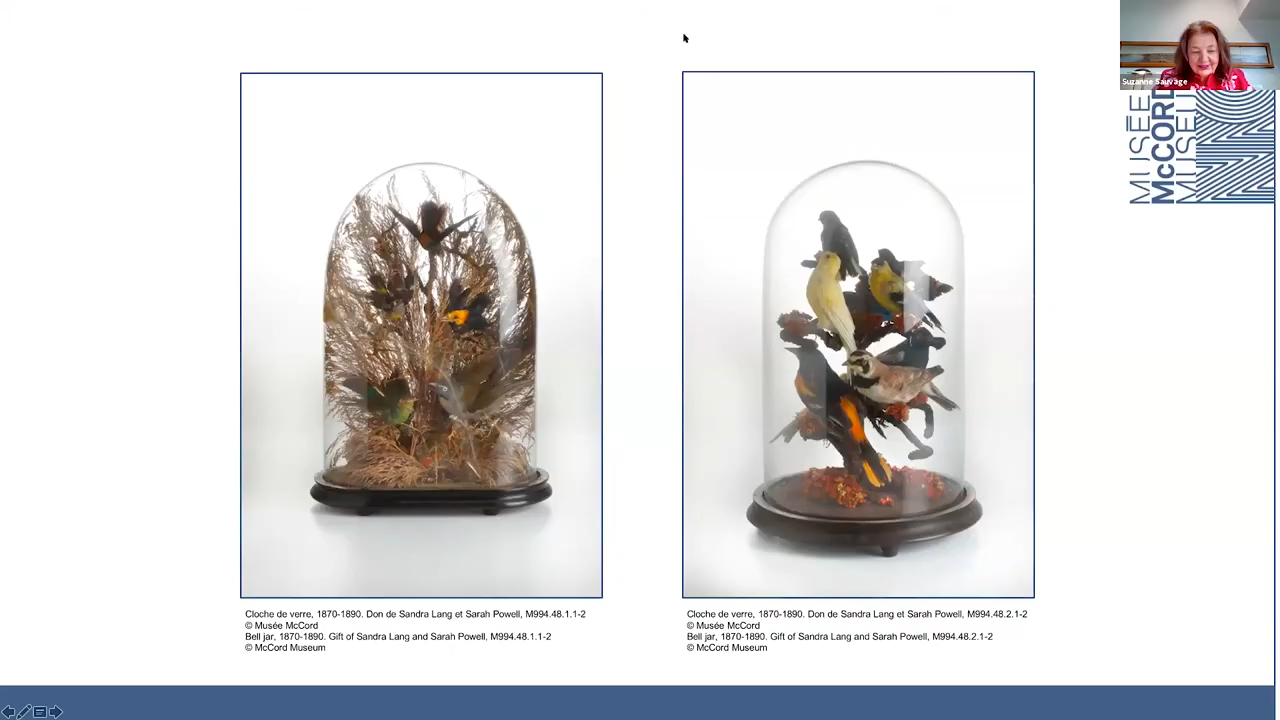 Suzanne Sauvage
MUSÉE
McCORD
MUSEUM
Cloche de verre, 1870-1890. Don de Sandra Lang et Sarah Powell, M994.48.1.1-2
© Musée McCord
Bell jar, 1870-1890. Gift of Sandra Lang and Sarah Powell, M994.48.1.1-2
© McCord Museum
Cloche de verre, 1870-1890. Don de Sandra Lang et Sarah Powell, M994.48.2.1-2
© Musée McCord
Bell jar, 1870-1890. Gift of Sandra Lang and Sarah Powell, M994.48.2.1-2
© McCord Museum